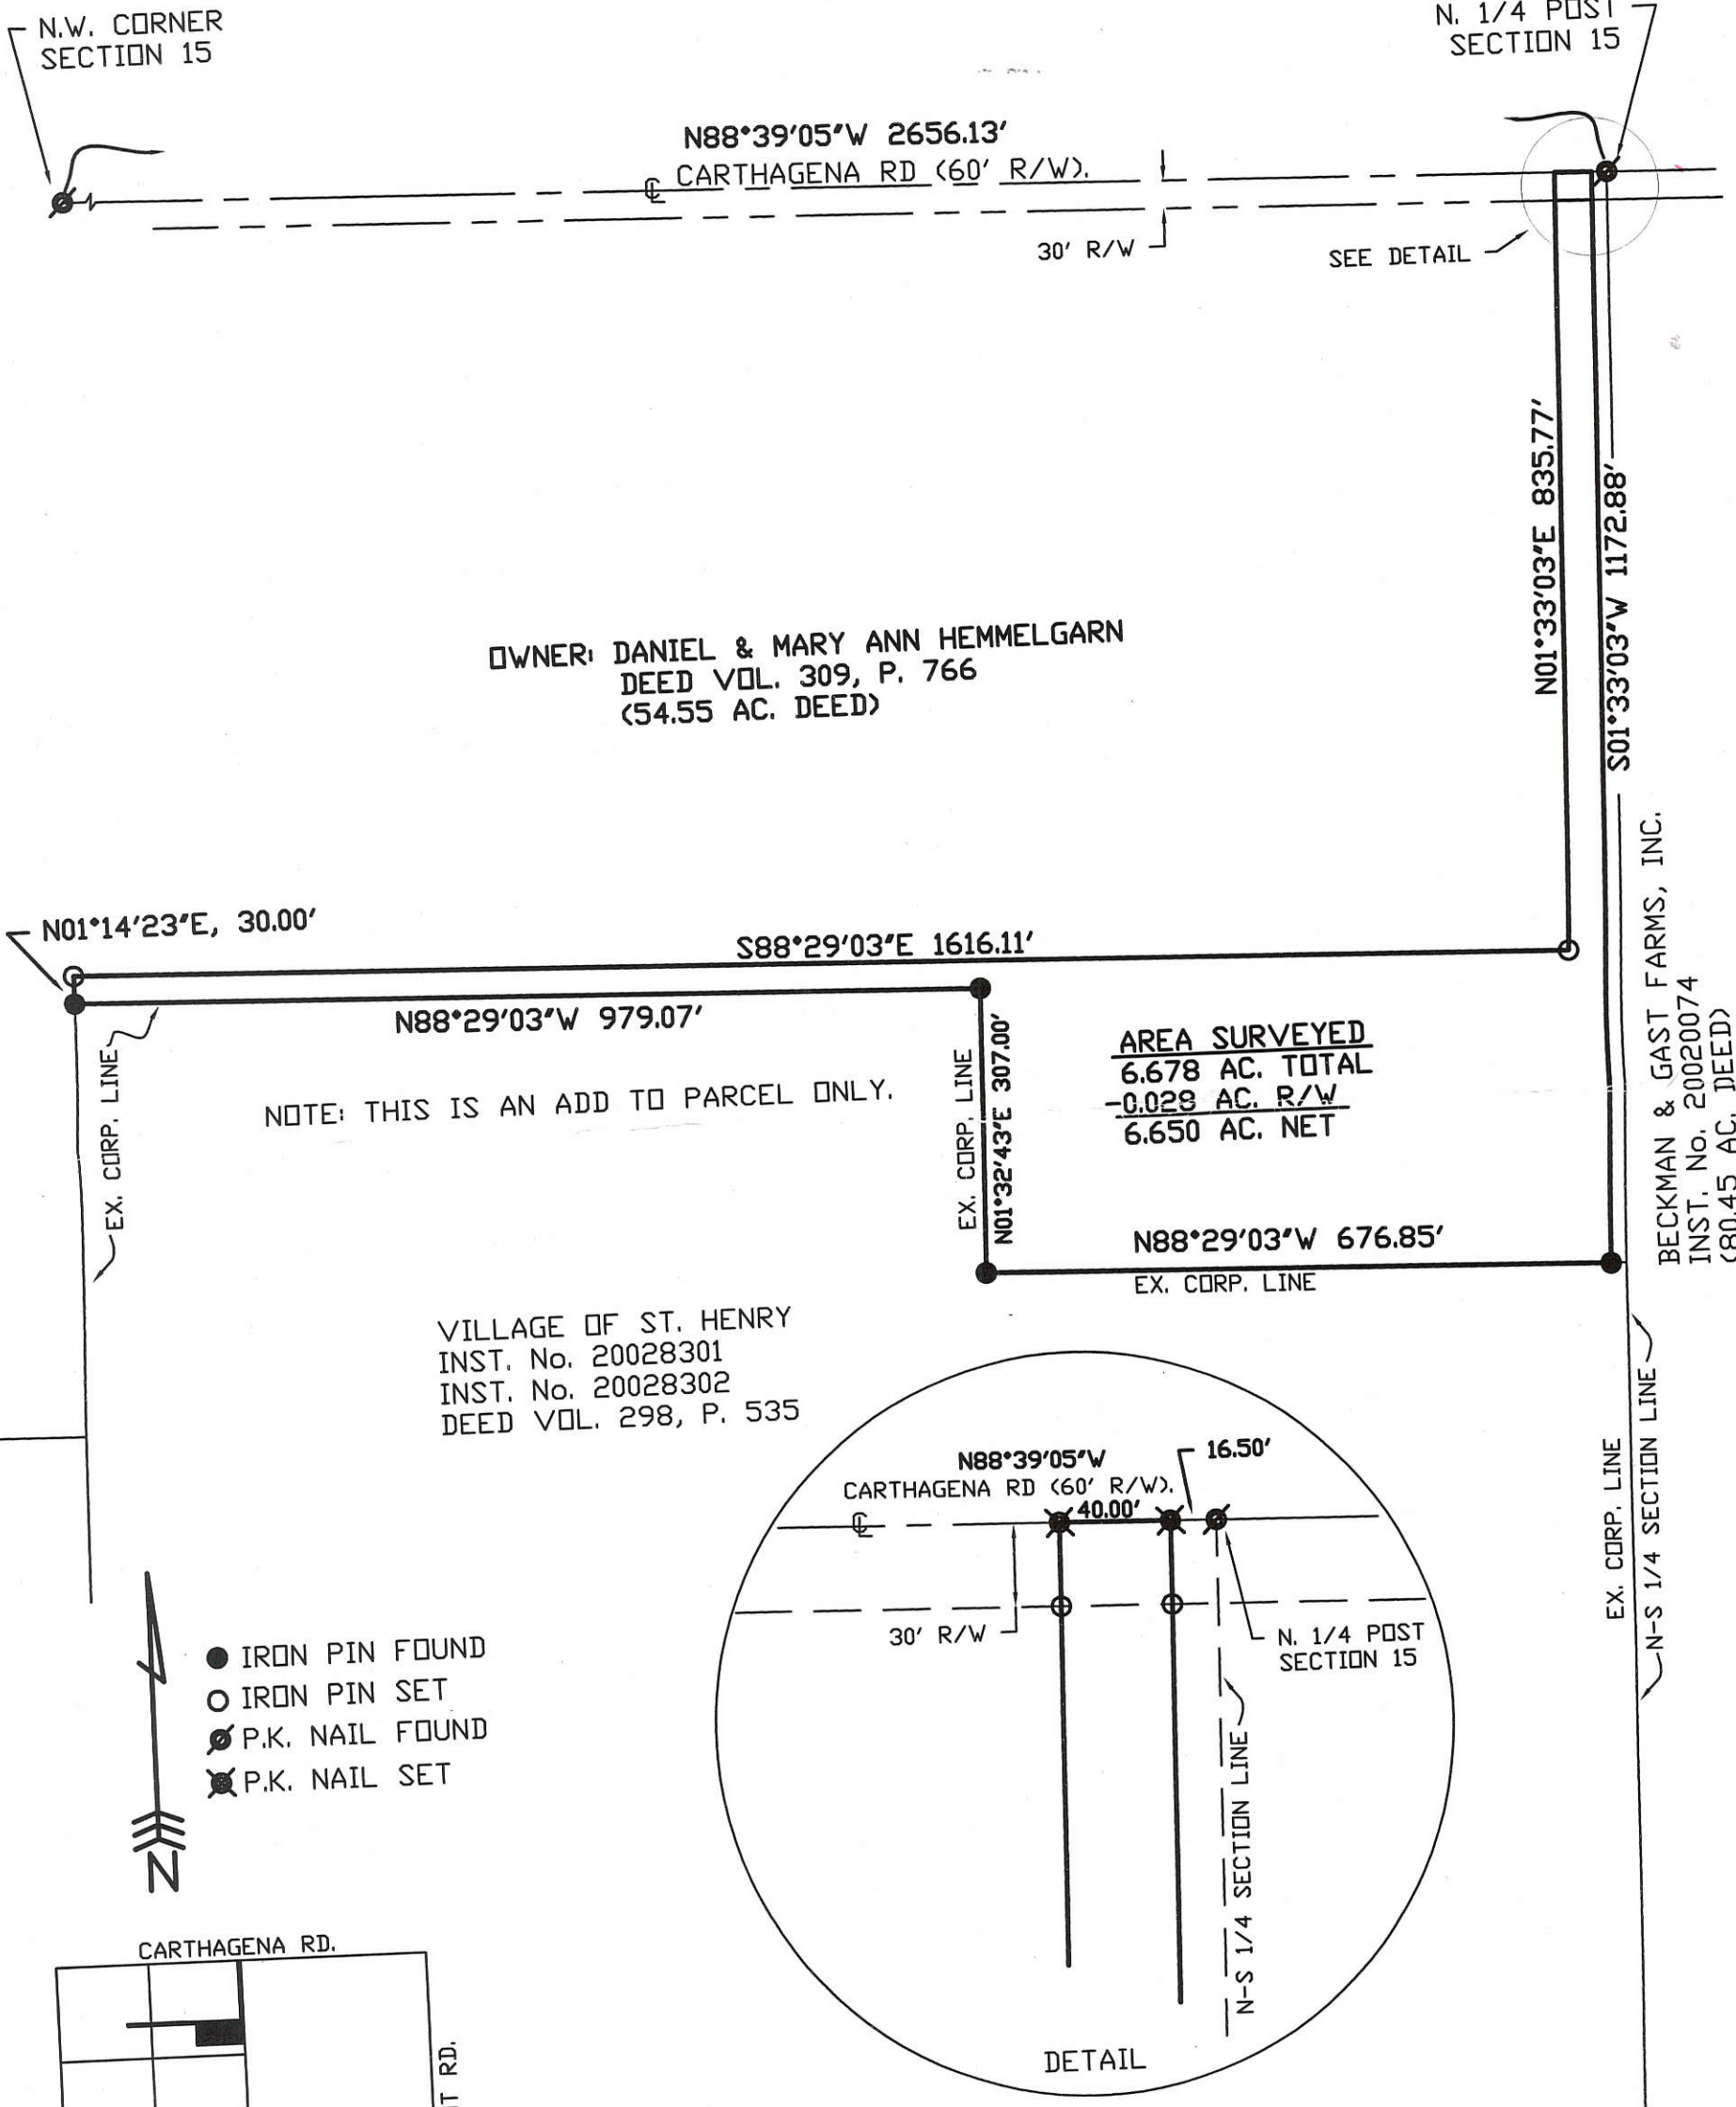 N.W. CORNER
SECTION 15
N. 1/4 POST
SECTION 15
N88°39'05"W 2656.13'
℄ CARTHAGENA RD (60' R/W).
30' R/W
SEE DETAIL
N01°33'03"E 835.77'
S01°33'03"W 1172.88'
OWNER: DANIEL & MARY ANN HEMMELGARN
DEED VOL. 309, P. 766
(54.55 AC. DEED)
N01°14'23"E, 30.00'
S88°29'03"E 1616.11'
N88°29'03"W 979.07'
EX. CORP. LINE
NOTE: THIS IS AN ADD TO PARCEL ONLY.
EX. CORP. LINE
N01°32'43"E 307.00'
AREA SURVEYED
6.678 AC. TOTAL
-0.028 AC. R/W
6.650 AC. NET
N88°29'03"W 676.85'
EX. CORP. LINE
BECKMAN & GAST FARMS, INC.
INST. No. 20020074
(80.45 AC. DEED)
VILLAGE OF ST. HENRY
INST. No. 20028301
INST. No. 20028302
DEED VOL. 298, P. 535
EX. CORP. LINE
N-S 1/4 SECTION LINE
N88°39'05"W
16.50'
CARTHAGENA RD (60' R/W).
40.00'
℄
30' R/W
N. 1/4 POST
SECTION 15
N-S 1/4 SECTION LINE
DETAIL
IRON PIN FOUND
IRON PIN SET
P.K. NAIL FOUND
P.K. NAIL SET
N
CARTHAGENA RD.
RD.